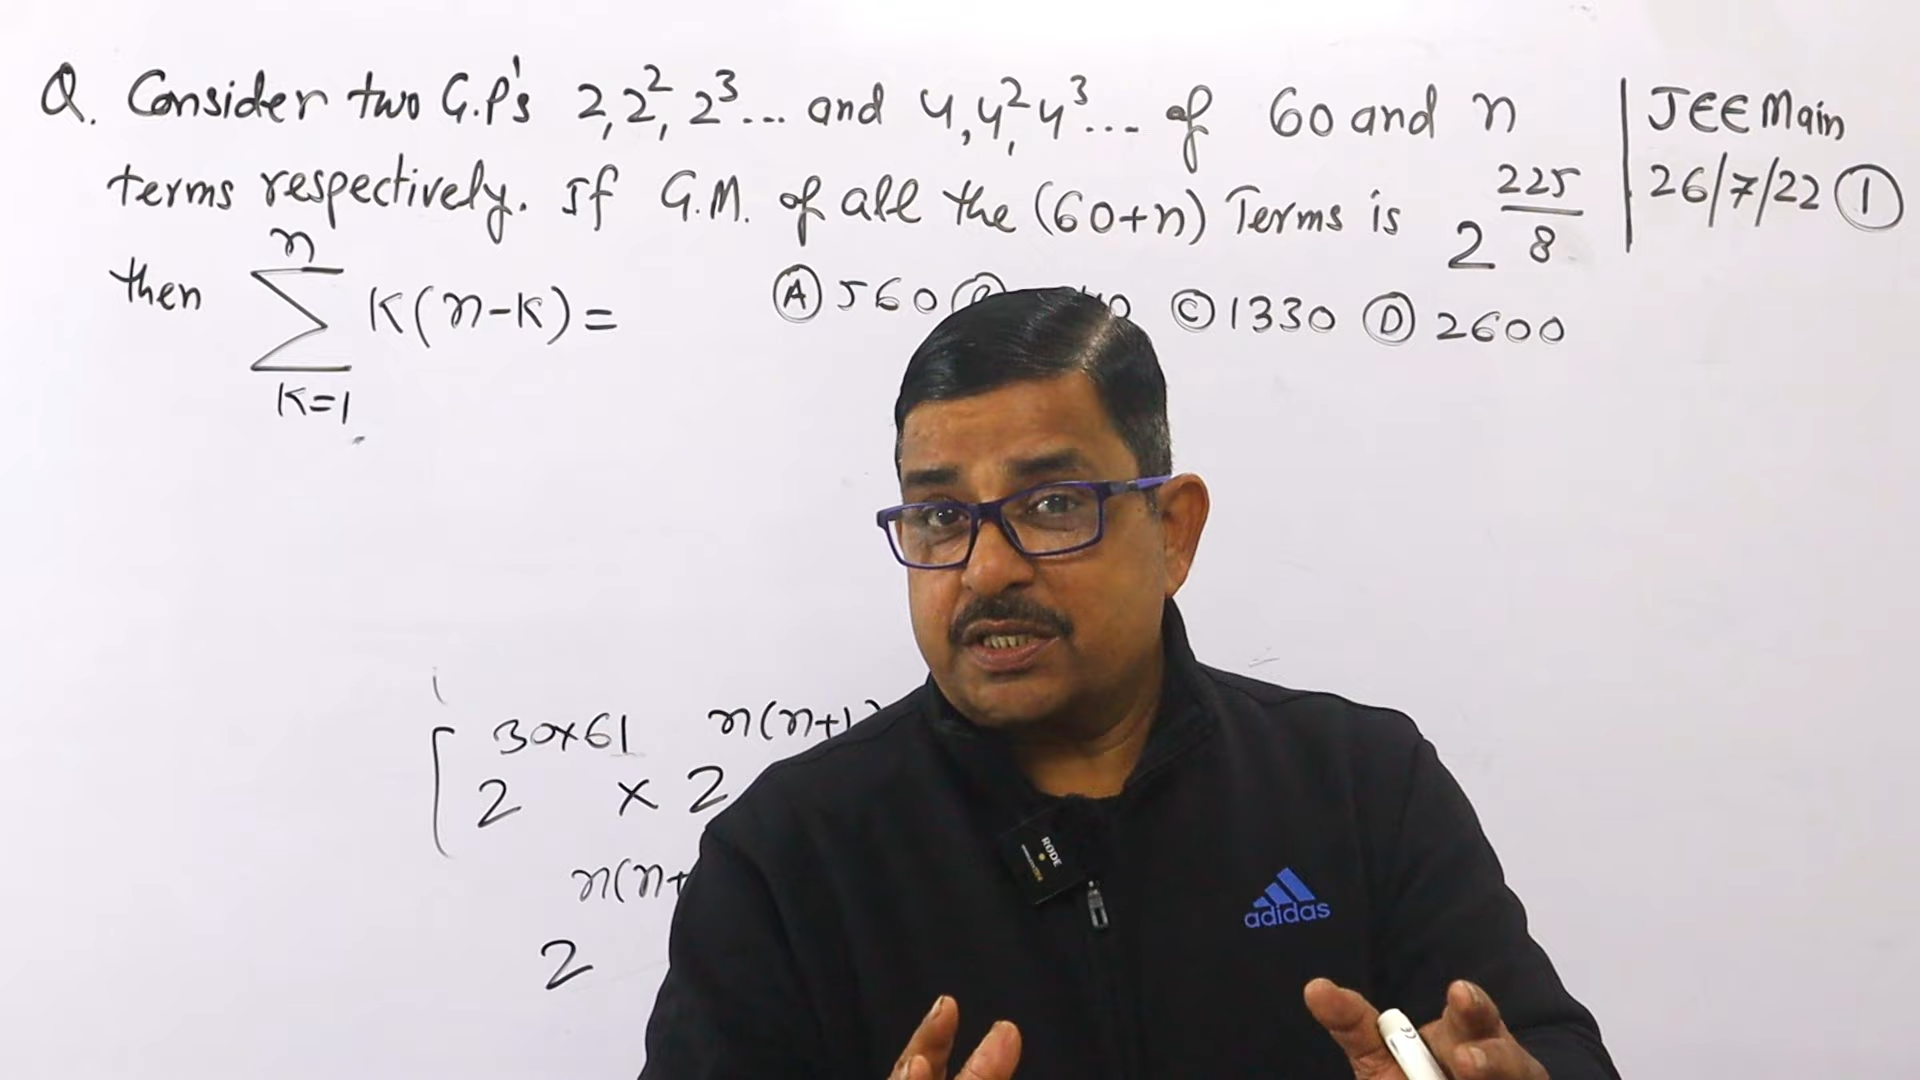 Q. Consider two G.P's 2, 2², 2³... and 4, 4², 4³... of 60 and n
terms respectively. If G.M. of all the (60+n) Terms is 2^(225/8)
then ∑_{K=1}^{n} K(n-K) =
Ⓐ 560 Ⓒ 1330 Ⓓ 2600
JEE Main
26/7/22 ①
30×61 n(n+1)
2 × 2
n(n+
2
RODE
adidas